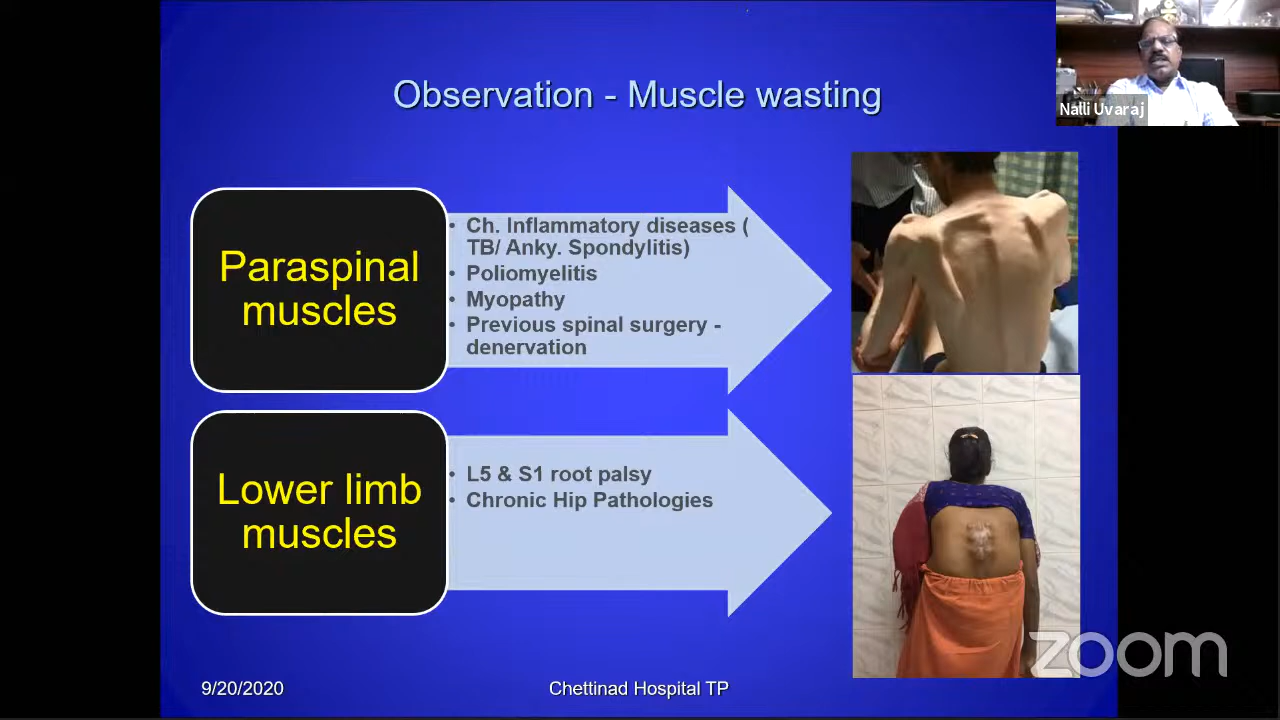 Observation - Muscle wasting
Nalli Uvaraj
Paraspinal
muscles
• Ch. Inflammatory diseases (
TB/ Anky. Spondylitis)
• Poliomyelitis
• Myopathy
• Previous spinal surgery -
denervation
Lower limb
muscles
• L5 & S1 root palsy
• Chronic Hip Pathologies
zoom
9/20/2020
Chettinad Hospital TP